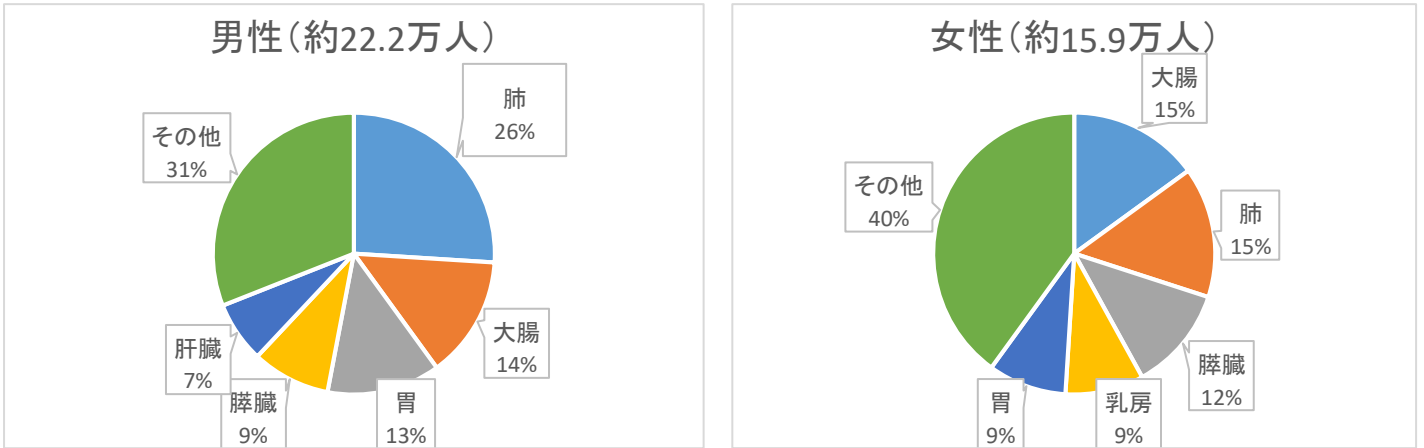 男性（約22.2万人）
肺
26%
大腸
14%
胃
13%
膵臓
9%
肝臓
7%
その他
31%
女性（約15.9万人）
大腸
15%
肺
15%
膵臓
12%
乳房
9%
胃
9%
その他
40%